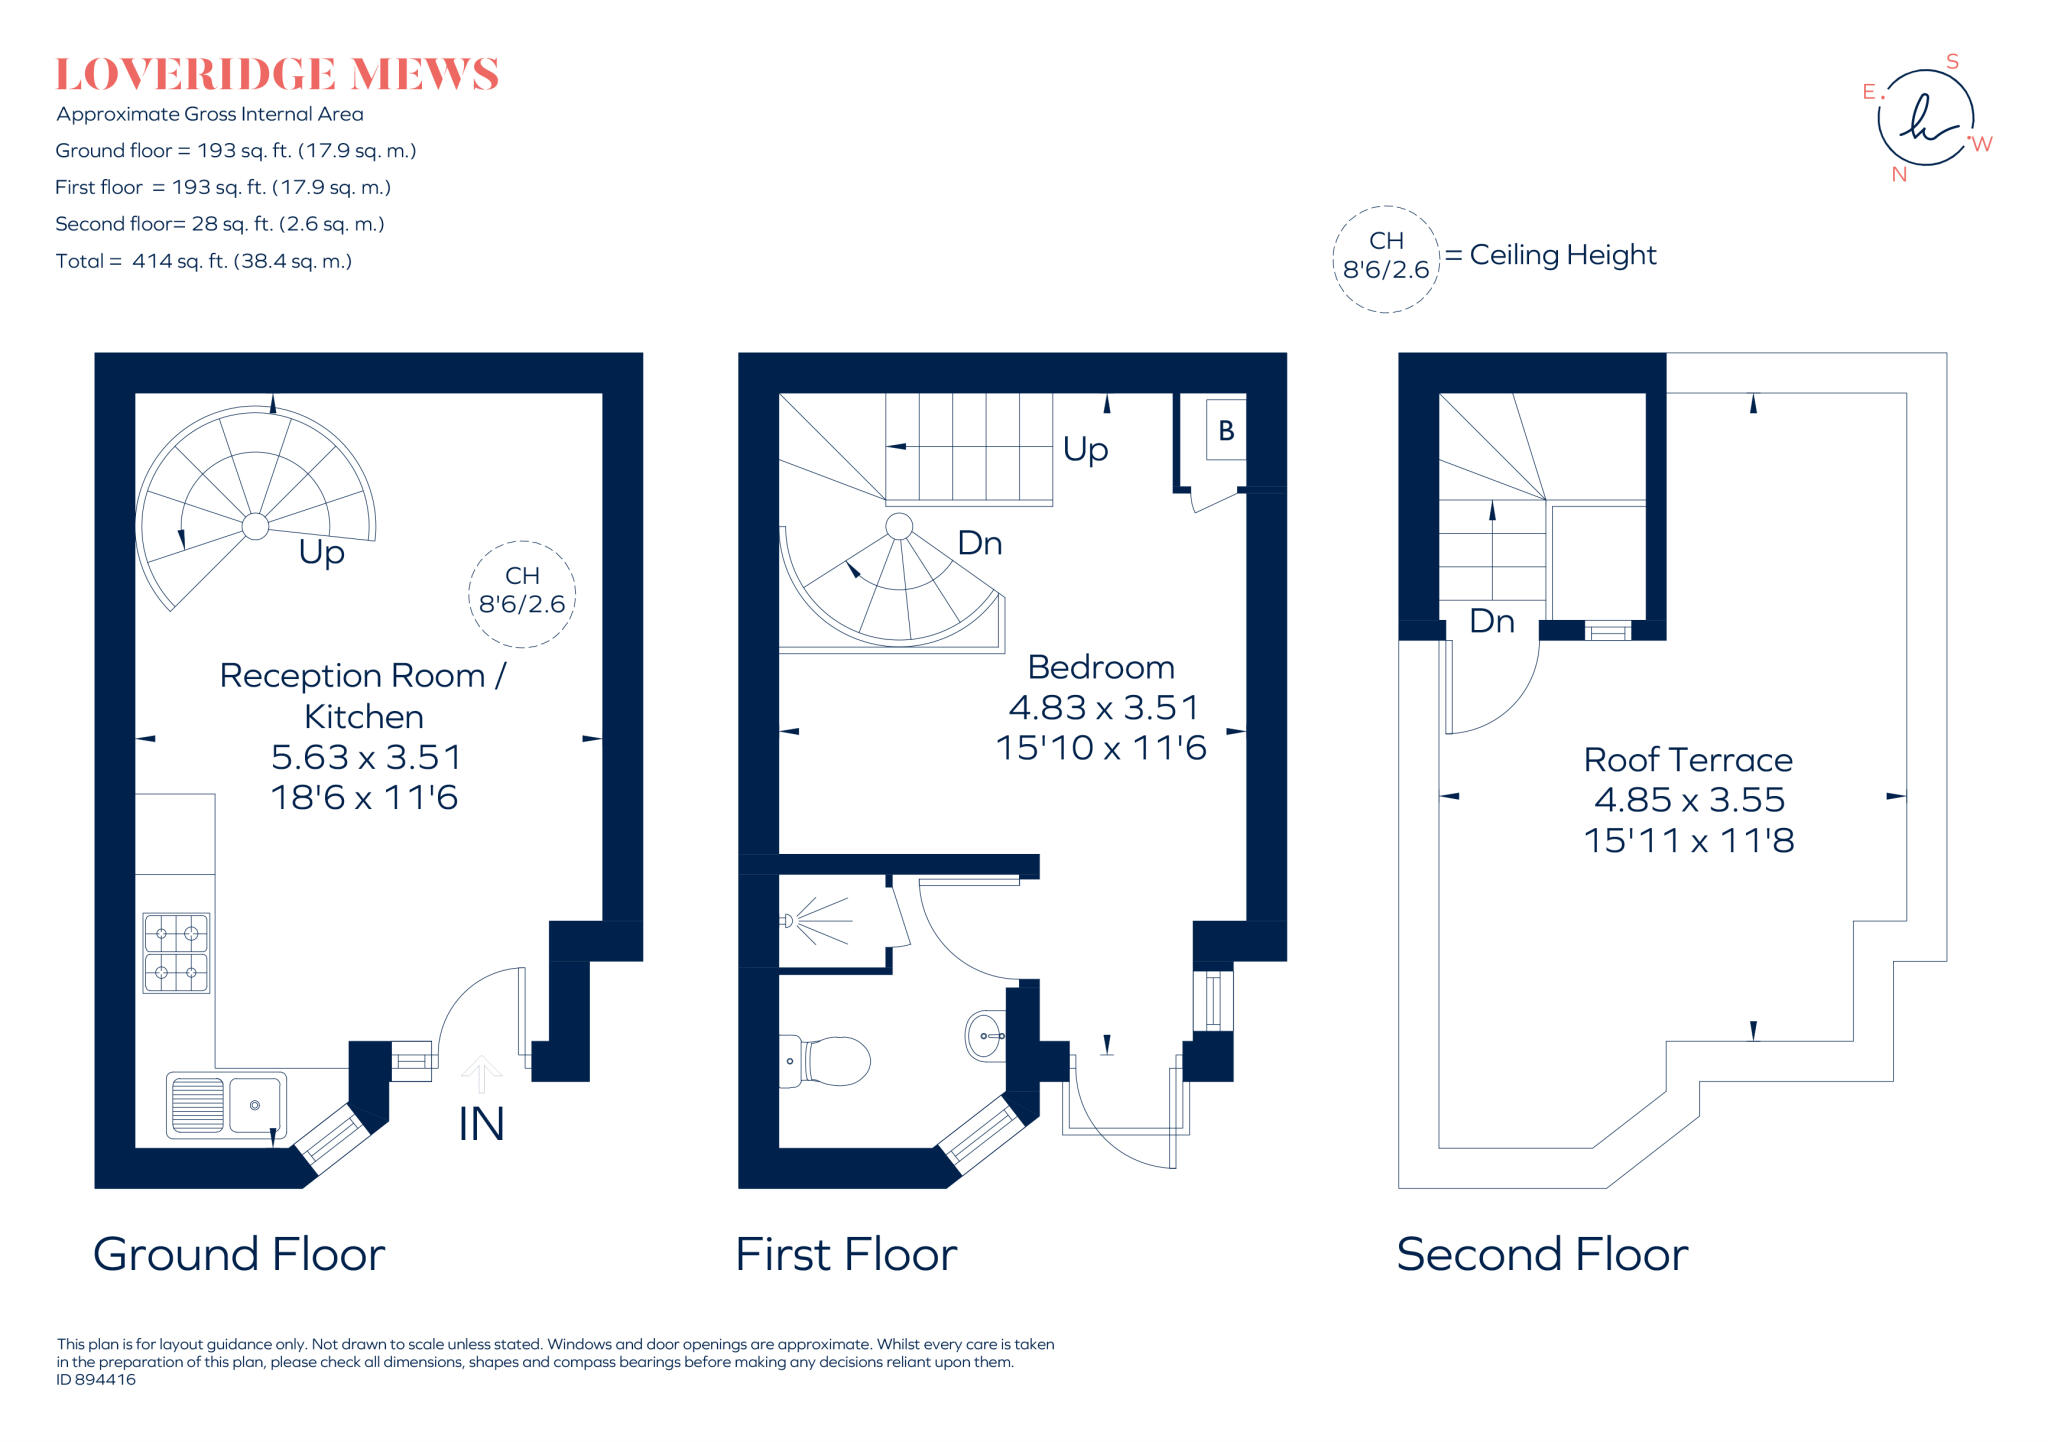 LOVERIDGE MEWS
Approximate Gross Internal Area
Ground floor = 193 sq. ft. (17.9 sq. m.)
First floor = 193 sq. ft. (17.9 sq. m.)
Second floor= 28 sq. ft. (2.6 sq. m.)
Total = 414 sq. ft. (38.4 sq. m.)
S
E
W
N
CH
8'6/2.6
= Ceiling Height
Up
CH
8'6/2.6
Reception Room /
Kitchen
5.63 x 3.51
18'6 x 11'6
IN
Ground Floor
Up
B
Dn
Bedroom
4.83 x 3.51
15'10 x 11'6
First Floor
Dn
Roof Terrace
4.85 x 3.55
15'11 x 11'8
Second Floor
This plan is for layout guidance only. Not drawn to scale unless stated. Windows and door openings are approximate. Whilst every care is taken
in the preparation of this plan, please check all dimensions, shapes and compass bearings before making any decisions reliant upon them.
ID 894416